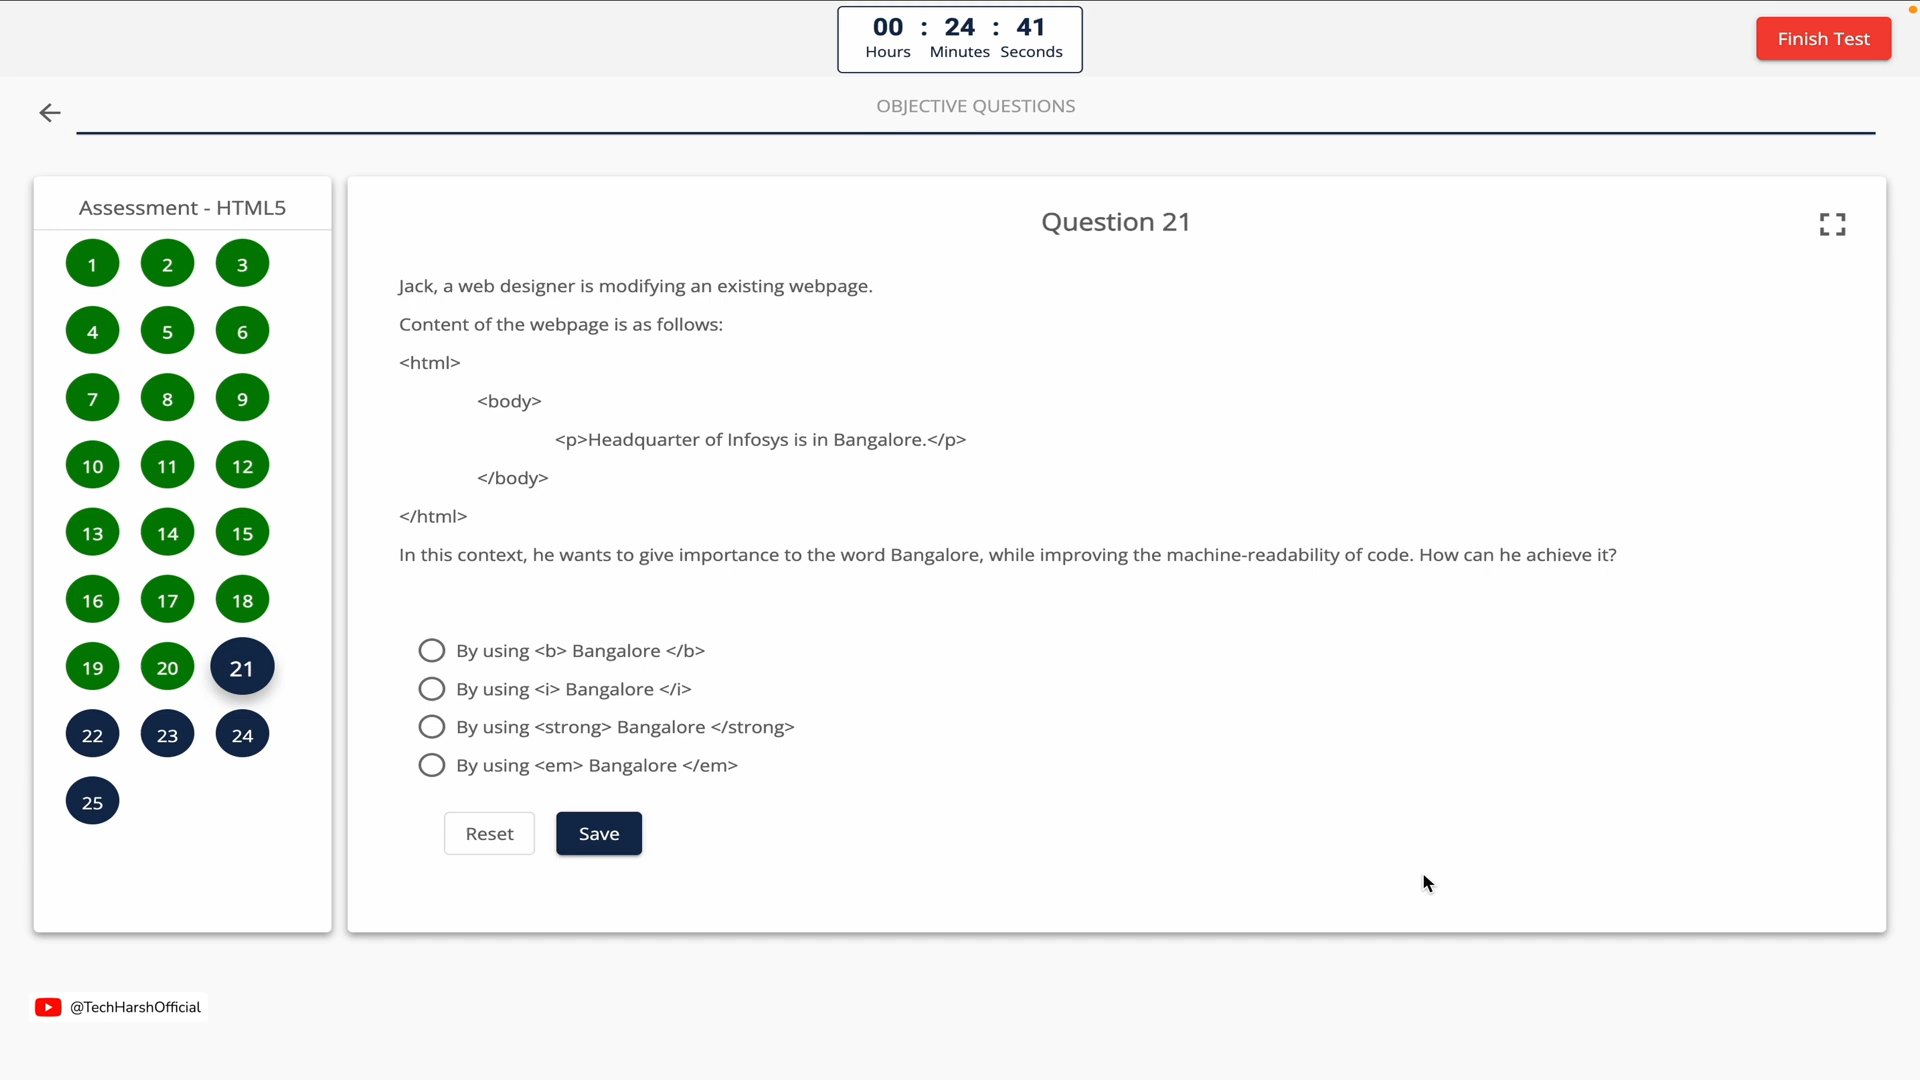 00 : 24 : 41
Hours Minutes Seconds
Finish Test
OBJECTIVE QUESTIONS
Assessment - HTML5
1 2 3
4 5 6
7 8 9
10 11 12
13 14 15
16 17 18
19 20 21
22 23 24
25
Question 21
Jack, a web designer is modifying an existing webpage.
Content of the webpage is as follows:
<html>
<body>
<p>Headquarter of Infosys is in Bangalore.</p>
</body>
</html>
In this context, he wants to give importance to the word Bangalore, while improving the machine-readability of code. How can he achieve it?
By using <b> Bangalore </b>
By using <i> Bangalore </i>
By using <strong> Bangalore </strong>
By using <em> Bangalore </em>
Reset Save
@TechHarshOfficial